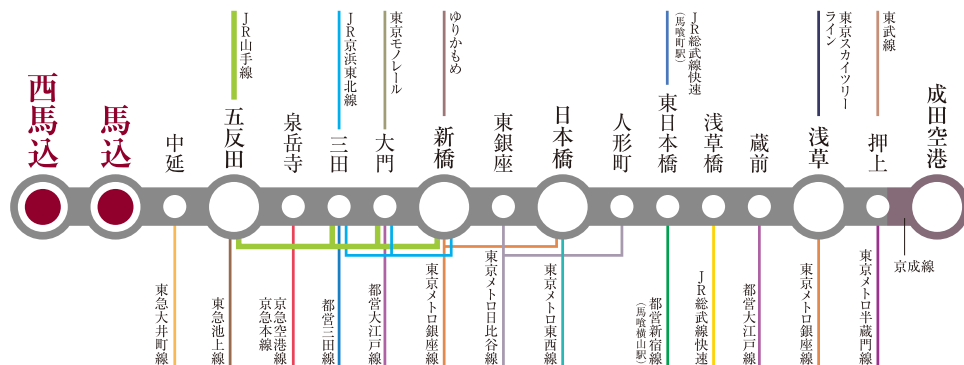 JR山手線
JR京浜東北線
東京モノレール
ゆりかもめ
JR総武線快速
（馬喰町駅）
東京スカイツリー
ライン
東武線
西馬込
馬込
中延
五反田
泉岳寺
三田
大門
新橋
東銀座
日本橋
人形町
東日本橋
浅草橋
蔵前
浅草
押上
成田空港
京成線
東急大井町線
東急池上線
京急空港線
京急本線
都営三田線
都営大江戸線
東京メトロ銀座線
東京メトロ日比谷線
東京メトロ東西線
都営新宿線
（馬喰横山駅）
JR総武線快速
都営大江戸線
東京メトロ銀座線
東京メトロ半蔵門線